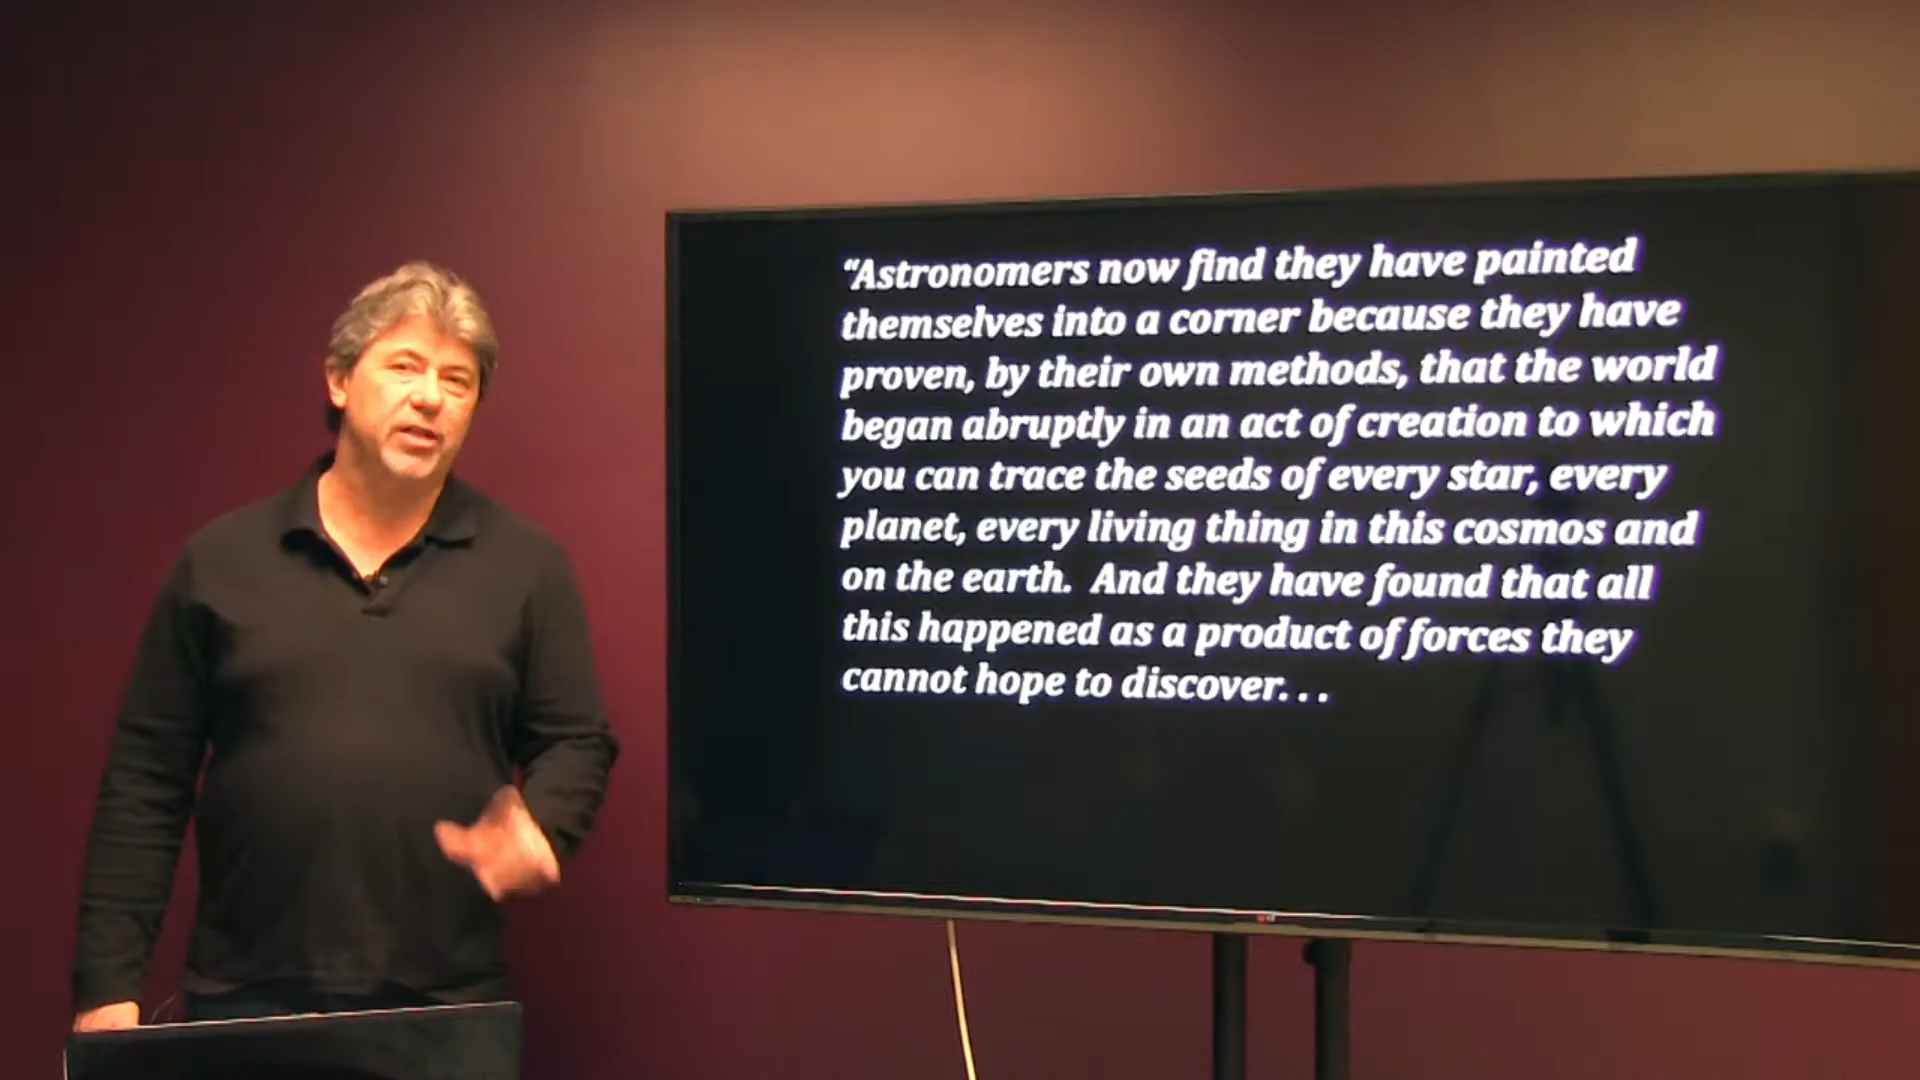 “Astronomers now find they have painted
themselves into a corner because they have
proven, by their own methods, that the world
began abruptly in an act of creation to which
you can trace the seeds of every star, every
planet, every living thing in this cosmos and
on the earth.  And they have found that all
this happened as a product of forces they
cannot hope to discover. . .